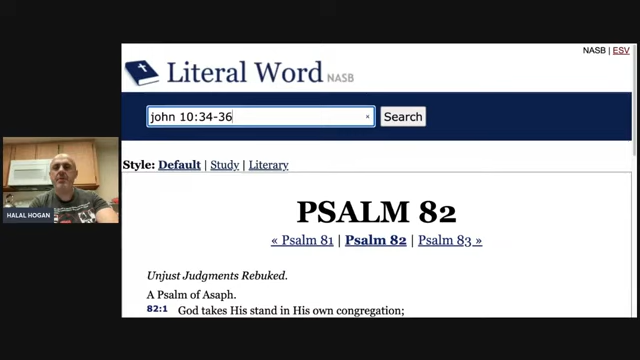 NASB | ESV
Literal Word NASB
john 10:34-36 × Search
Style: Default | Study | Literary
PSALM 82
« Psalm 81 | Psalm 82 | Psalm 83 »
Unjust Judgments Rebuked.
A Psalm of Asaph.
82:1 God takes His stand in His own congregation;
HALAL HOGAN